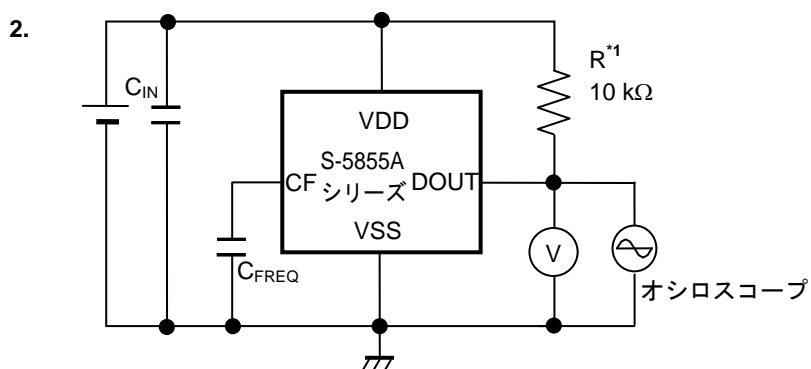 2.
R*1
10 kΩ
CIN
VDD
S-5855A
CF シリーズ DOUT
VSS
CFREQ
V
オシロスコープ